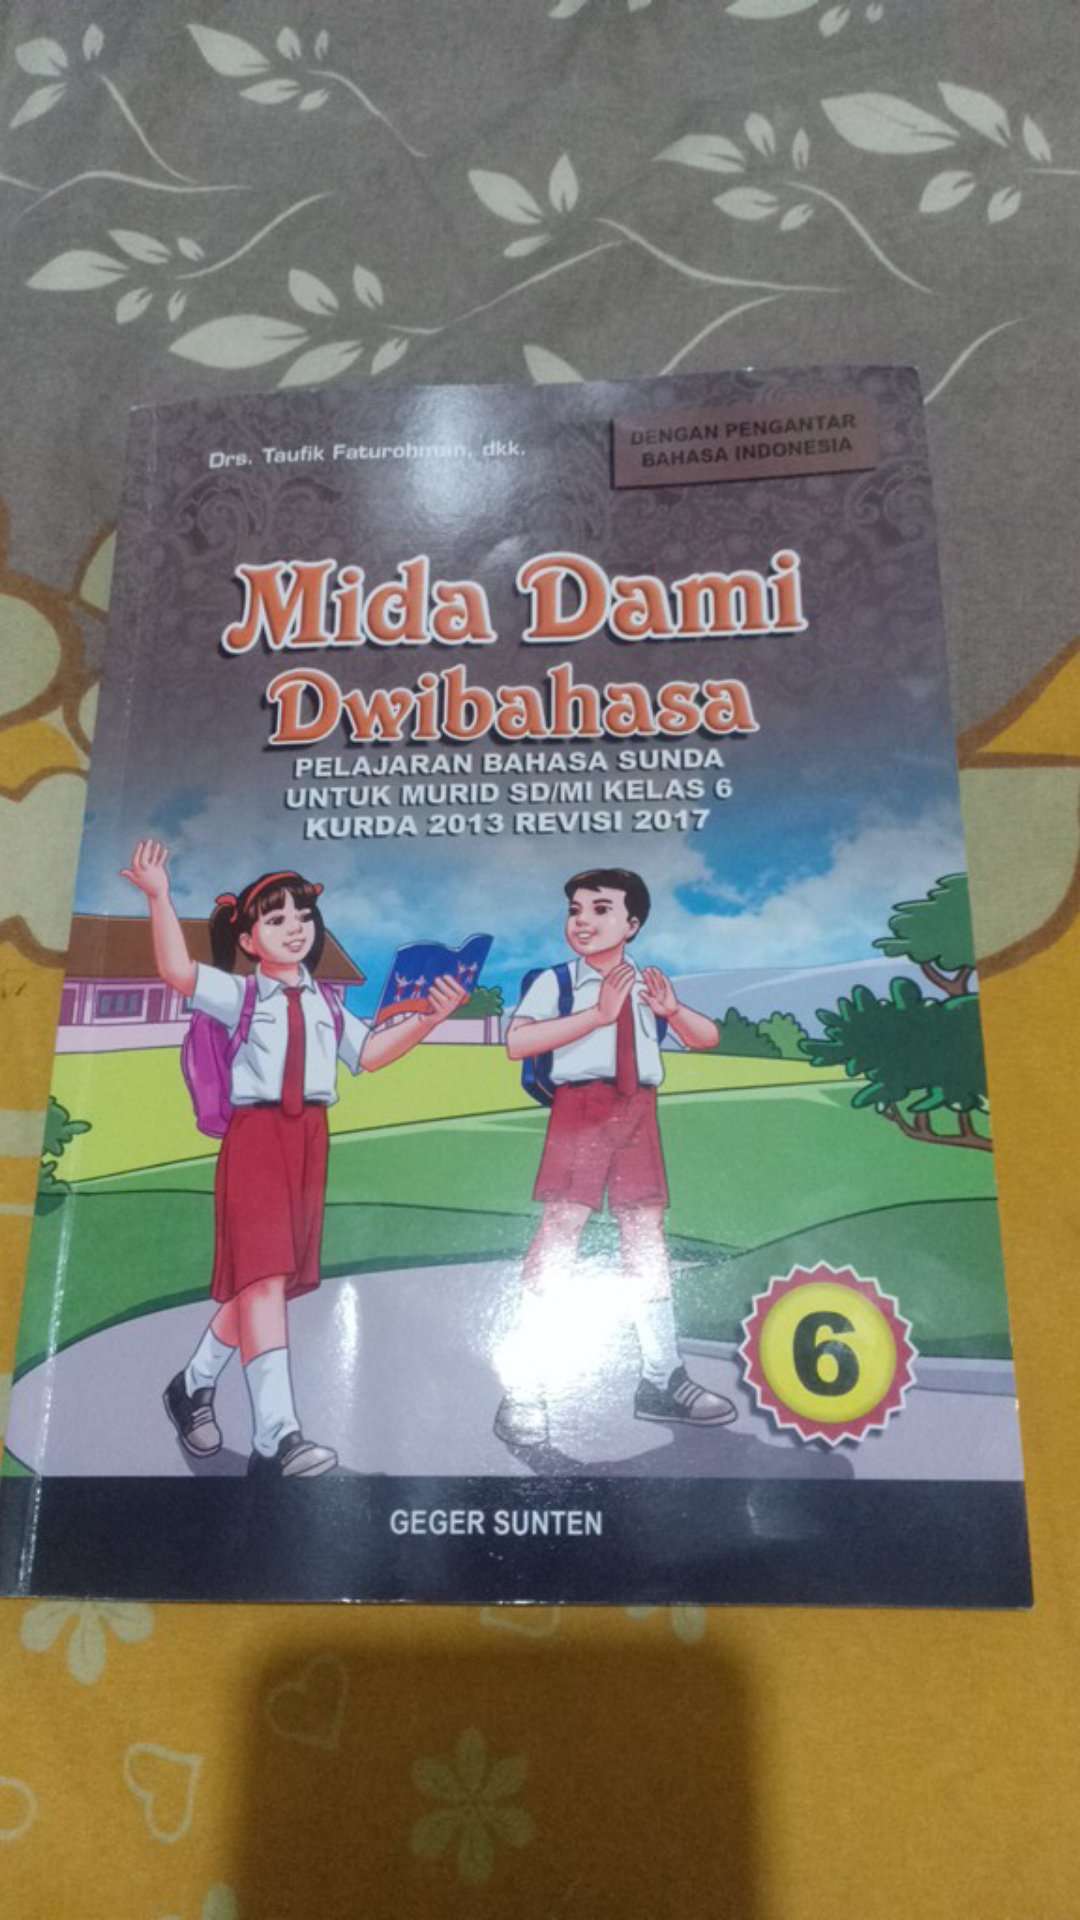 Drs. Taufik Faturohman, dkk.
DENGAN PENGANTAR
BAHASA INDONESIA
Mida Dami
Dwibahasa
PELAJARAN BAHASA SUNDA
UNTUK MURID SD/MI KELAS 6
KURDA 2013 REVISI 2017
6
GEGER SUNTEN